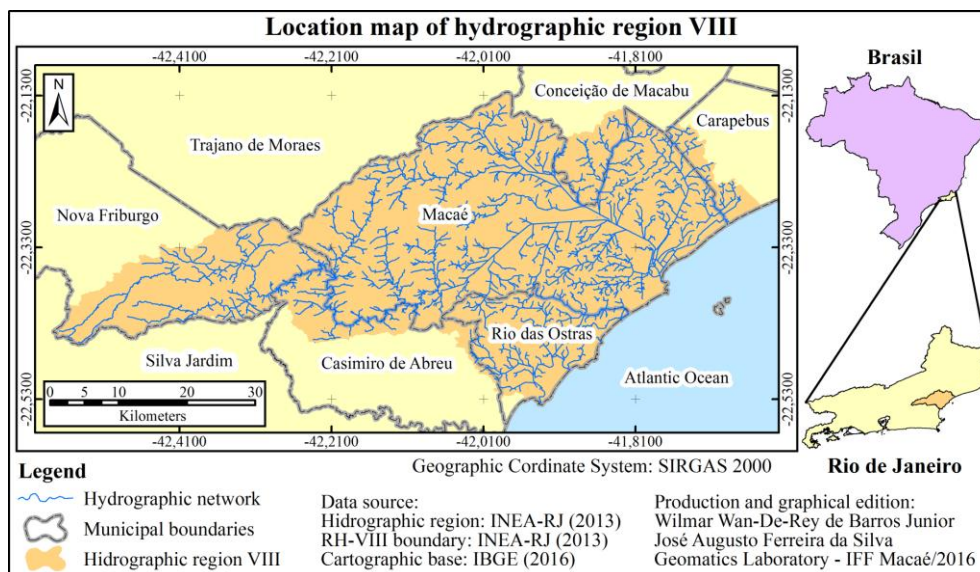 Location map of hydrographic region VIII
-42,4100
-42,2100
-42,0100
-41,8100
-22,1300
-22,1300
N
Conceição de Macabu
Carapebus
Trajano de Moraes
Nova Friburgo
Macaé
-22,3300
-22,3300
Rio das Ostras
Silva Jardim
Casimiro de Abreu
Atlantic Ocean
0 5 10 20 30
Kilometers
-22,5300
-22,5300
-42,4100
-42,2100
-42,0100
-41,8100
Brasil
Rio de Janeiro
Geographic Cordinate System: SIRGAS 2000
Legend
Hydrographic network
Municipal boundaries
Hidrographic region VIII
Data source:
Hidrographic region: INEA-RJ (2013)
RH-VIII boundary: INEA-RJ (2013)
Cartographic base: IBGE (2016)
Production and graphical edition:
Wilmar Wan-De-Rey de Barros Junior
José Augusto Ferreira da Silva
Geomatics Laboratory - IFF Macaé/2016